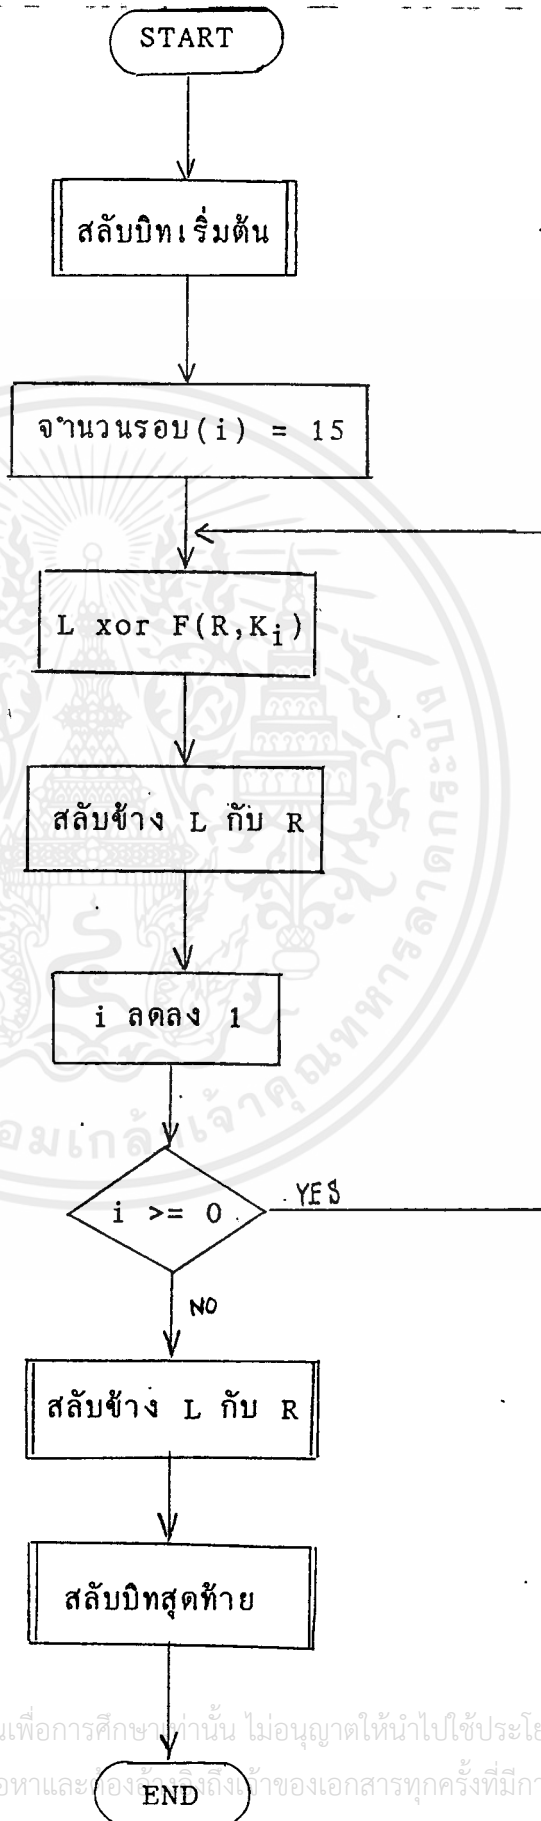 START
สลับบิทเริ่มต้น
จำนวนรอบ(i) = 15
L xor F(R,Ki)
สลับข้าง L กับ R
i ลดลง 1
i >= 0
YES
NO
สลับข้าง L กับ R
สลับบิทสุดท้าย
END